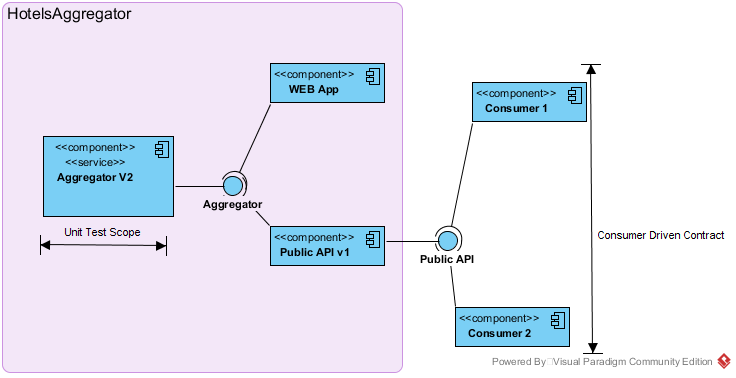 HotelsAggregator
<<component>>
WEB App
<<component>>
Consumer 1
<<component>>
<<service>>
Aggregator V2
Aggregator
Unit Test Scope
<<component>>
Public API v1
Public API
Consumer Driven Contract
<<component>>
Consumer 2
Powered By Visual Paradigm Community Edition